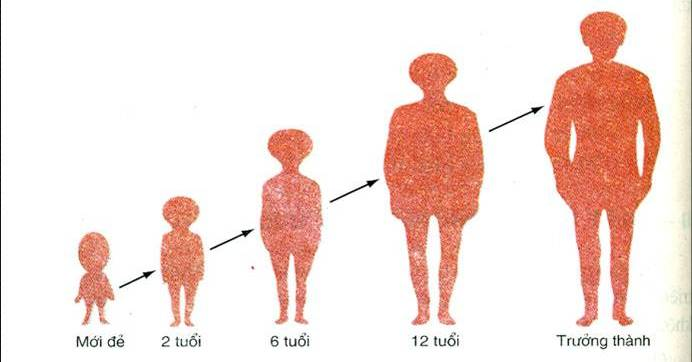 Mới đẻ 2 tuổi 6 tuổi 12 tuổi Trưởng thành